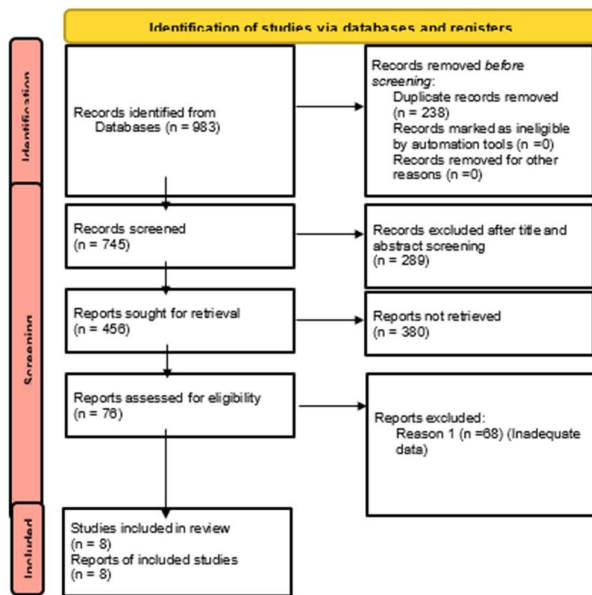 Identification of studies via databases and registers
Identification
Records identified from
Databases (n = 983)
Records removed before
screening:
Duplicate records removed
(n = 238)
Records marked as ineligible
by automation tools (n =0)
Records removed for other
reasons (n =0)
Screening
Records screened
(n = 745)
Records excluded after title and
abstract screening
(n = 289)
Reports sought for retrieval
(n = 456)
Reports not retrieved
(n = 380)
Reports assessed for eligibility
(n = 76)
Reports excluded:
Reason 1 (n =68) (Inadequate
data)
Included
Studies included in review
(n = 8)
Reports of included studies
(n = 8)